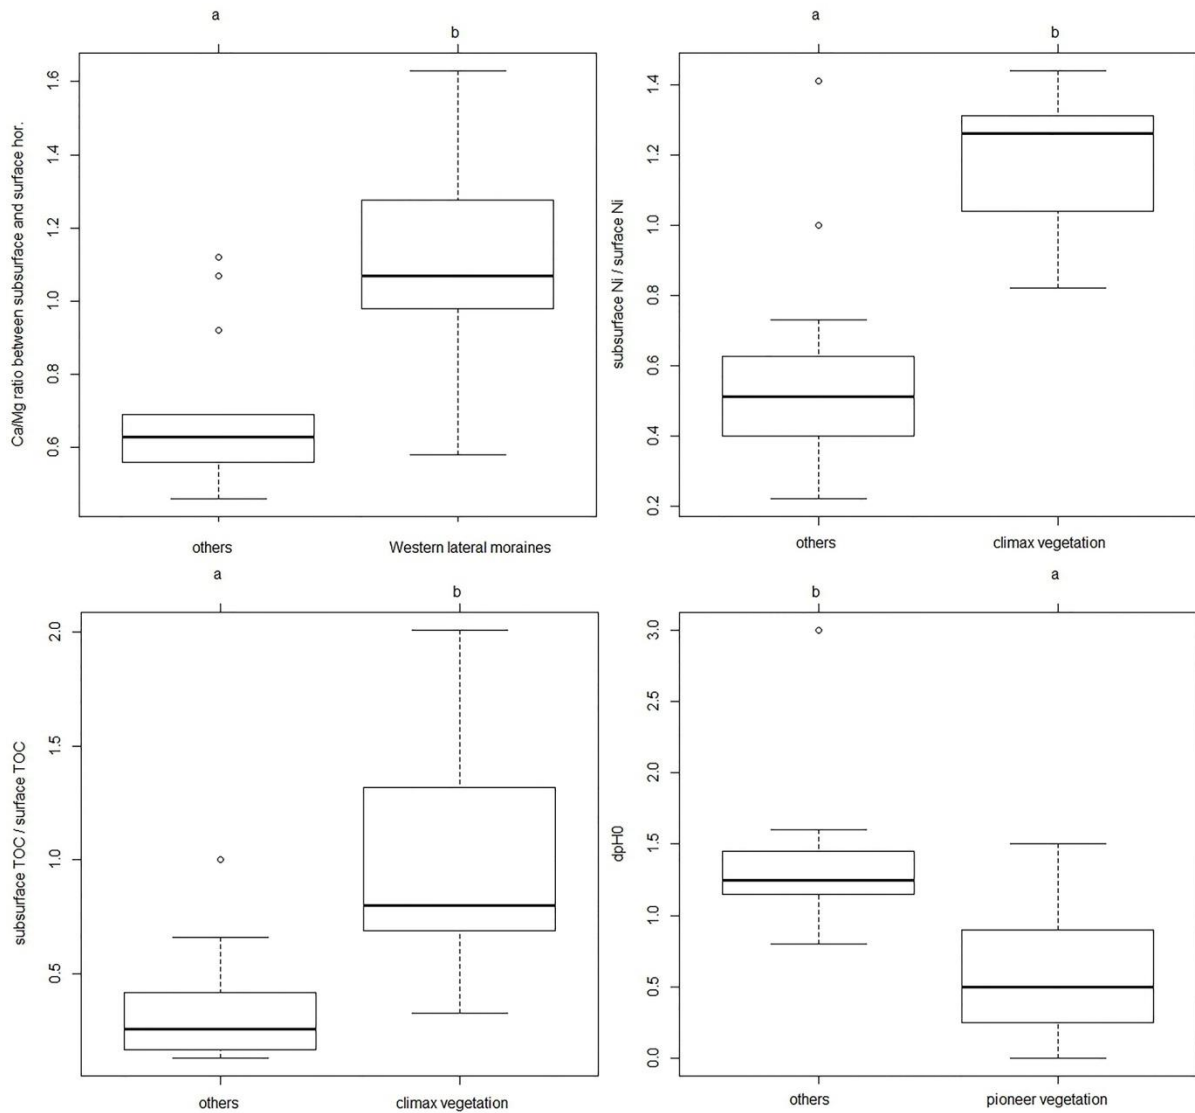 a
b
Ca/Mg ratio between subsurface and surface hor.
1.6
1.4
1.2
1.0
0.8
0.6
others
Western lateral moraines
a
b
subsurface Ni / surface Ni
1.4
1.2
1.0
0.8
0.6
0.4
0.2
others
climax vegetation
a
b
subsurface TOC / surface TOC
2.0
1.5
1.0
0.5
others
climax vegetation
b
a
dpH0
3.0
2.5
2.0
1.5
1.0
0.5
0.0
others
pioneer vegetation